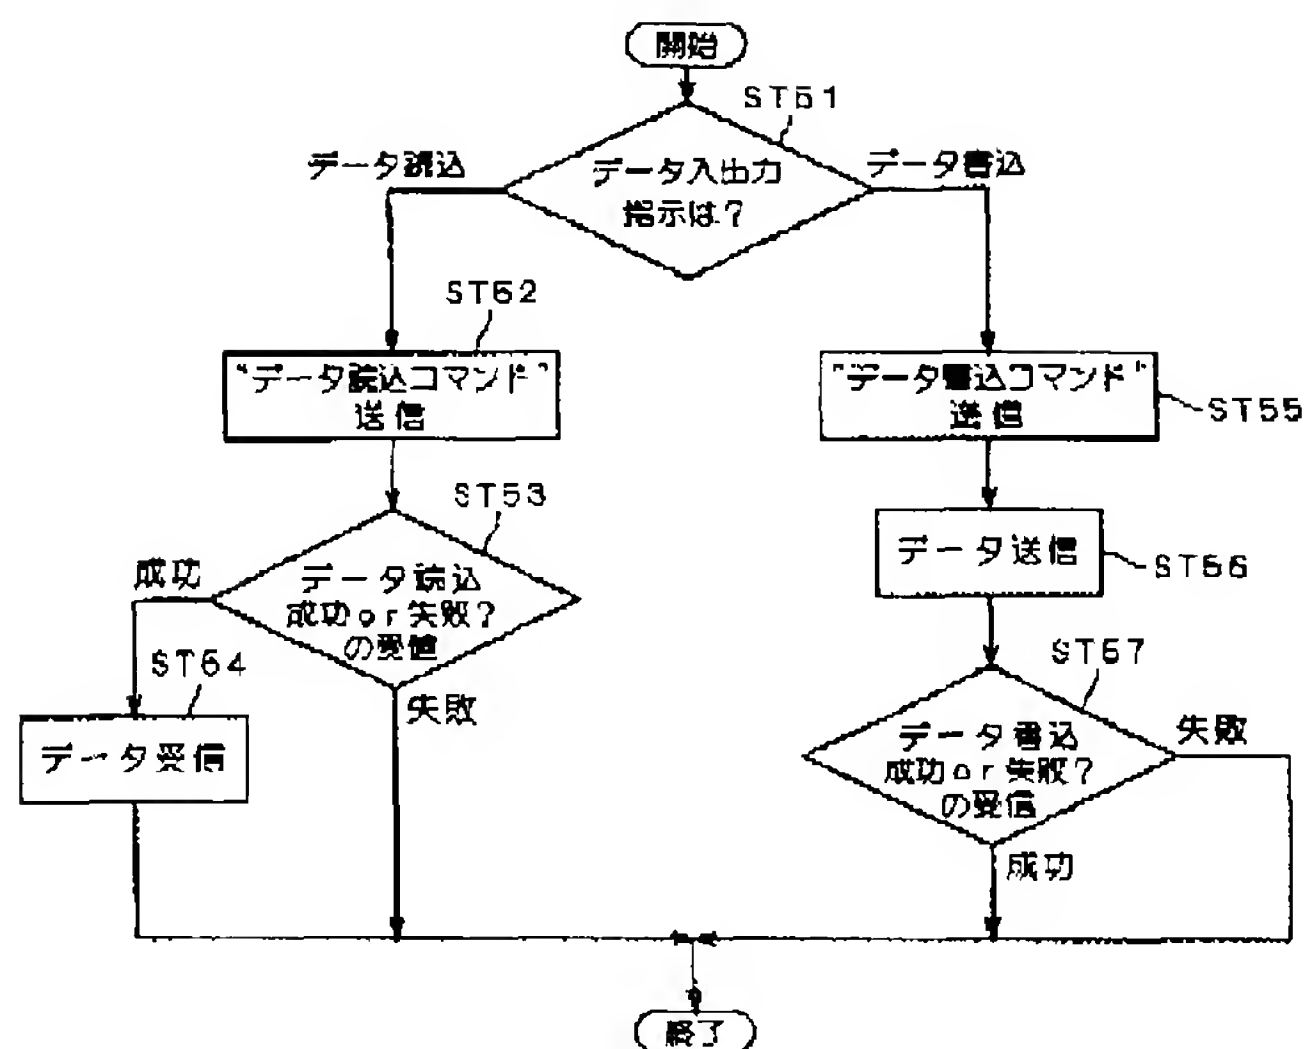 開始
ST51
データ読込
データ入出力
指示は?
データ書込
ST52
"データ読込コマンド"
送信
"データ書込コマンド"
送信
ST55
ST53
成功
データ読込
成功or失敗?
の受信
データ送信
ST56
ST54
失敗
データ受信
ST57
データ書込
成功or失敗?
の受信
失敗
成功
終了